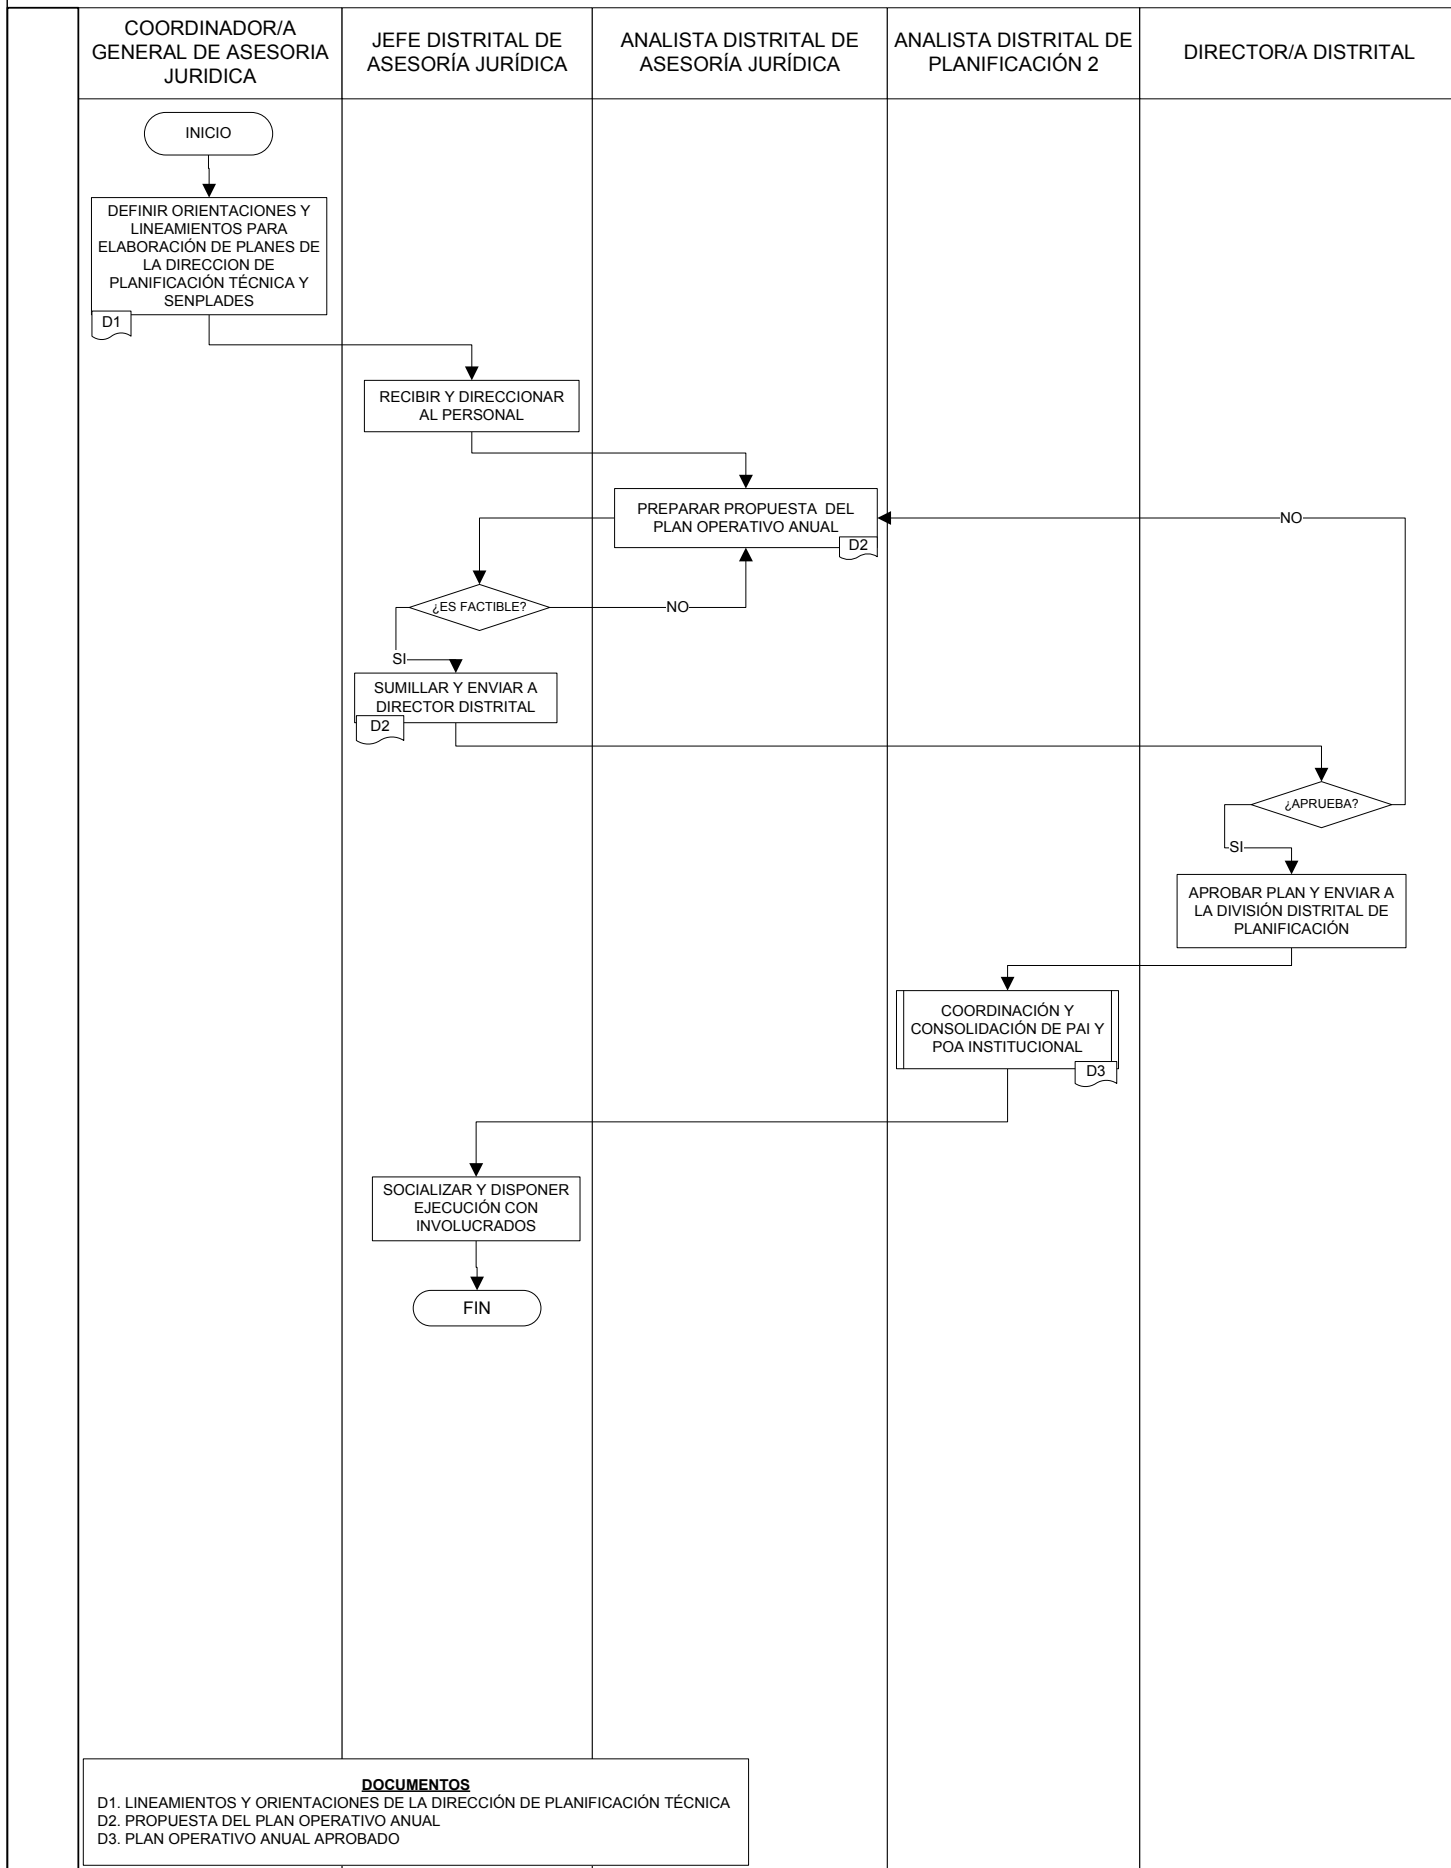 COORDINADOR/A
GENERAL DE ASESORIA
JURIDICA
JEFE DISTRITAL DE
ASESORÍA JURÍDICA
ANALISTA DISTRITAL DE
ASESORÍA JURÍDICA
ANALISTA DISTRITAL DE
PLANIFICACIÓN 2
DIRECTOR/A DISTRITAL
INICIO
DEFINIR ORIENTACIONES Y
LINEAMIENTOS PARA
ELABORACIÓN DE PLANES DE
LA DIRECCION DE
PLANIFICACIÓN TÉCNICA Y
SENPLADES
D1
RECIBIR Y DIRECCIONAR
AL PERSONAL
PREPARAR PROPUESTA DEL
PLAN OPERATIVO ANUAL
D2
NO
¿ES FACTIBLE?
NO
SI
SUMILLAR Y ENVIAR A
DIRECTOR DISTRITAL
D2
¿APRUEBA?
SI
APROBAR PLAN Y ENVIAR A
LA DIVISIÓN DISTRITAL DE
PLANIFICACIÓN
COORDINACIÓN Y
CONSOLIDACIÓN DE PAI Y
POA INSTITUCIONAL
D3
SOCIALIZAR Y DISPONER
EJECUCIÓN CON
INVOLUCRADOS
FIN
DOCUMENTOS
D1. LINEAMIENTOS Y ORIENTACIONES DE LA DIRECCIÓN DE PLANIFICACIÓN TÉCNICA
D2. PROPUESTA DEL PLAN OPERATIVO ANUAL
D3. PLAN OPERATIVO ANUAL APROBADO